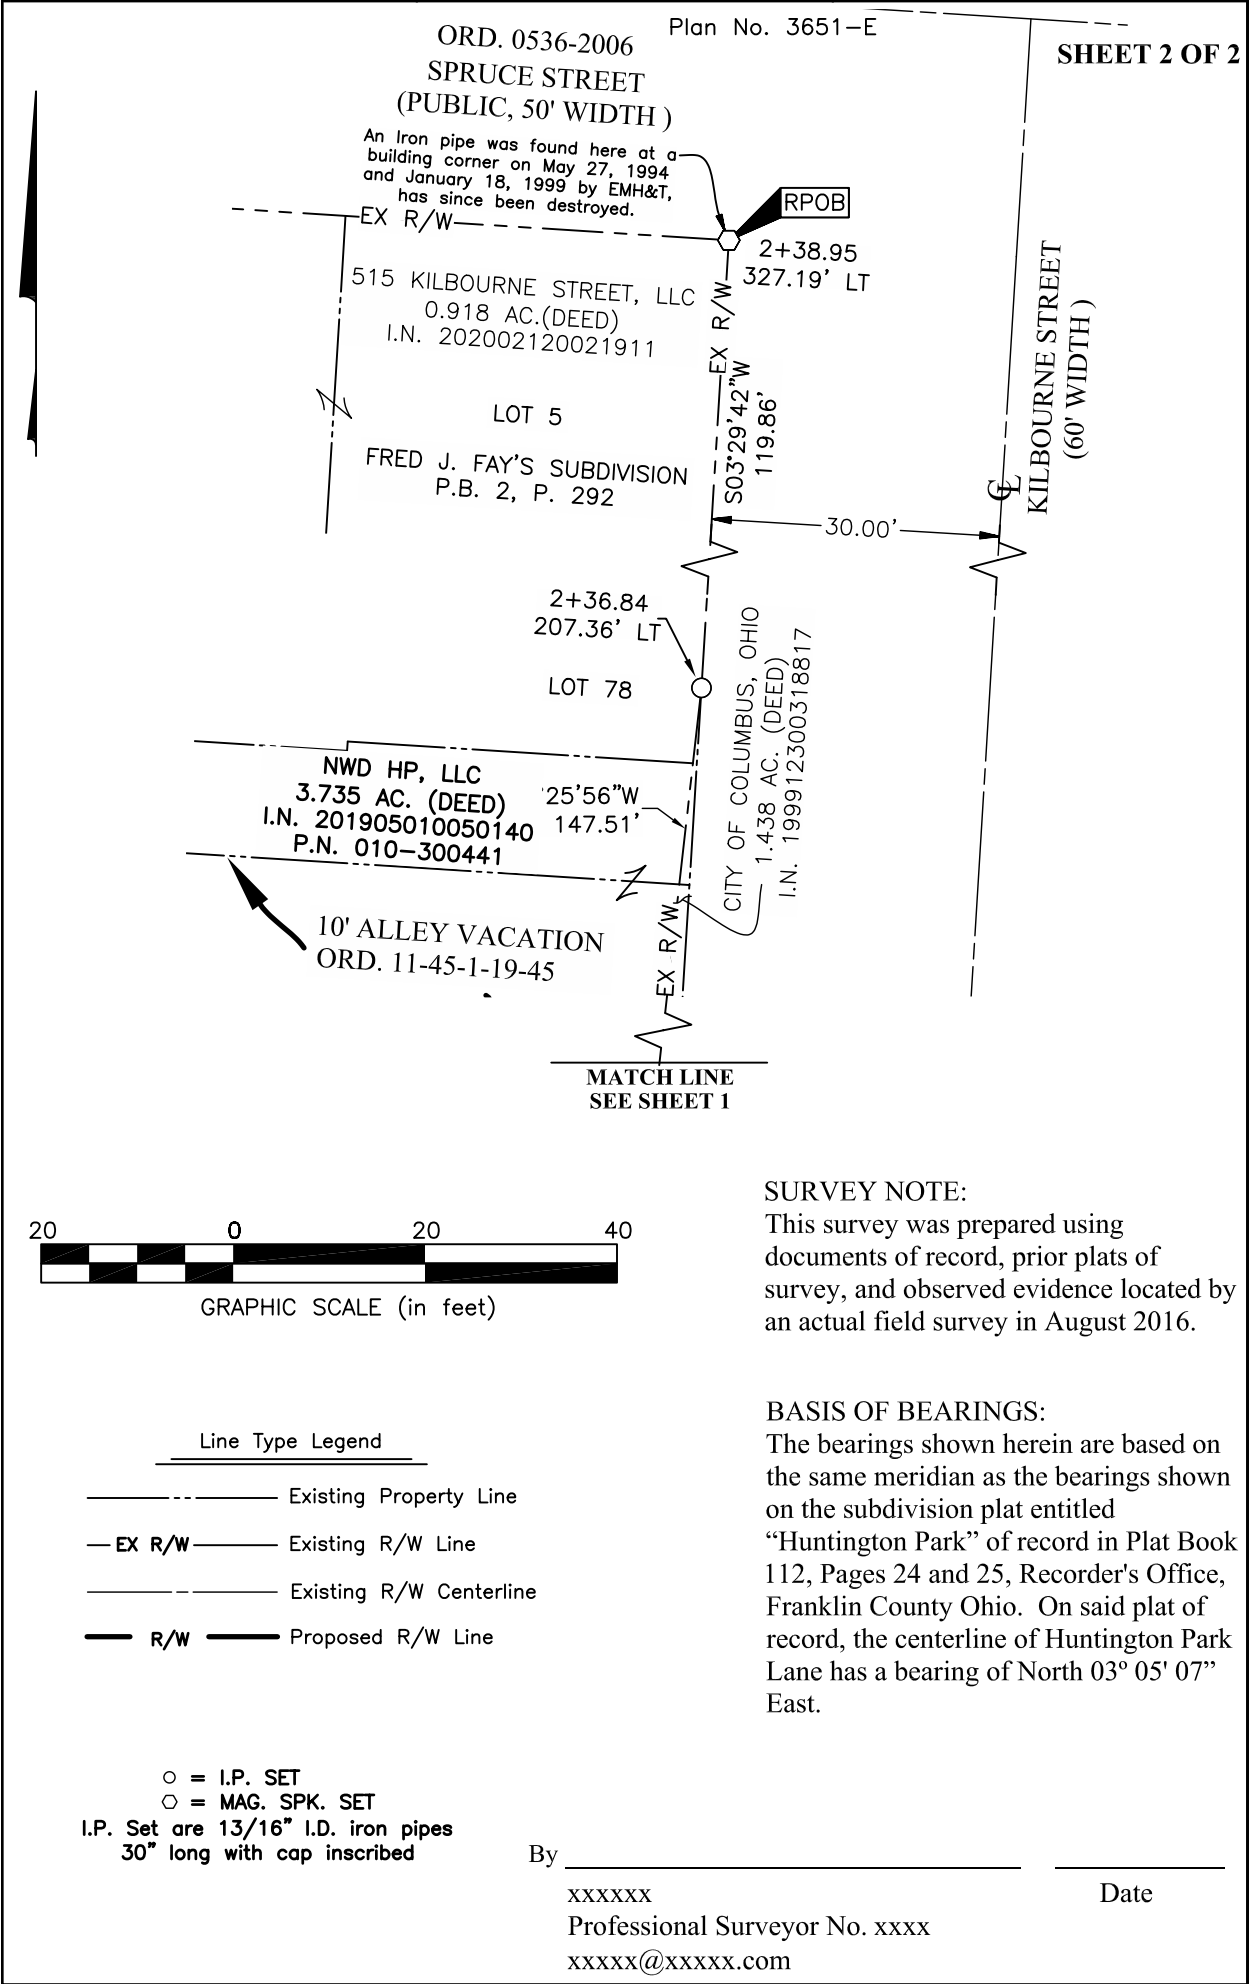 Plan No. 3651-E
SHEET 2 OF 2
ORD. 0536-2006
SPRUCE STREET
(PUBLIC, 50' WIDTH )
An Iron pipe was found here at a
building corner on May 27, 1994
and January 18, 1999 by EMH&T,
has since been destroyed.
RPOB
EX R/W
2+38.95
327.19' LT
515 KILBOURNE STREET, LLC
0.918 AC.(DEED)
I.N. 202002120021911
EX R/W
S03°29'42"W
119.86'
KILBOURNE STREET
(60' WIDTH )
CL
LOT 5
FRED J. FAY'S SUBDIVISION
P.B. 2, P. 292
30.00'
2+36.84
207.36' LT
LOT 78
CITY OF COLUMBUS, OHIO
1.438 AC. (DEED)
I.N. 199912300318817
NWD HP, LLC
3.735 AC. (DEED)
I.N. 201905010050140
P.N. 010-300441
'25'56"W
147.51'
EX R/W
10' ALLEY VACATION
ORD. 11-45-1-19-45
MATCH LINE
SEE SHEET 1
20 0 20 40
GRAPHIC SCALE (in feet)
SURVEY NOTE:
This survey was prepared using
documents of record, prior plats of
survey, and observed evidence located by
an actual field survey in August 2016.
BASIS OF BEARINGS:
The bearings shown herein are based on
the same meridian as the bearings shown
on the subdivision plat entitled
“Huntington Park” of record in Plat Book
112, Pages 24 and 25, Recorder's Office,
Franklin County Ohio. On said plat of
record, the centerline of Huntington Park
Lane has a bearing of North 03º 05' 07”
East.
Line Type Legend
Existing Property Line
EX R/W Existing R/W Line
Existing R/W Centerline
R/W Proposed R/W Line
= I.P. SET
= MAG. SPK. SET
I.P. Set are 13/16" I.D. iron pipes
30" long with cap inscribed
By
xxxxxx
Date
Professional Surveyor No. xxxx
xxxxx@xxxxx.com